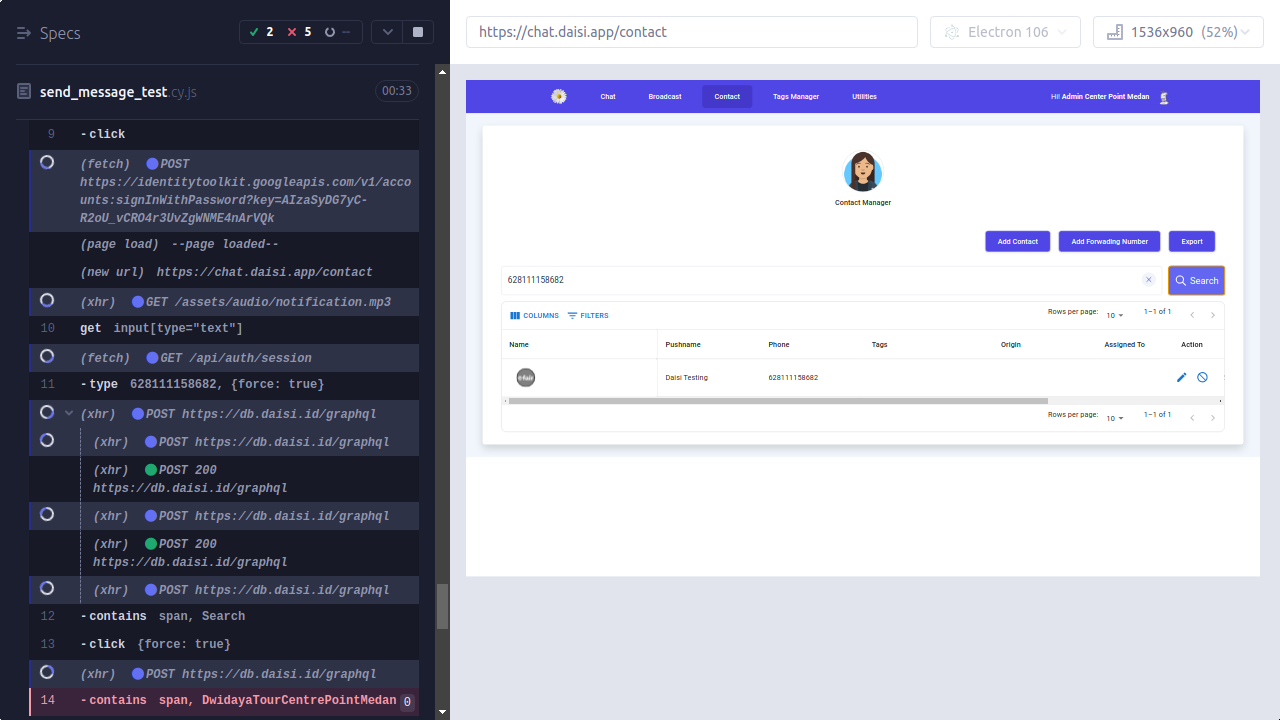 Specs
2
5
--
send_message_test.cy.js
00:33
9 -click
(fetch) POST
https://identitytoolkit.googleapis.com/v1/acco
unts:signInWithPassword?key=AIzaSyDG7yC-
R2oU_vCRO4r3UvZgWNME4nArVQk
(page load) --page loaded--
(new url) https://chat.daisi.app/contact
(xhr) GET /assets/audio/notification.mp3
10 get input[type="text"]
(fetch) GET /api/auth/session
11 -type 628111158682, {force: true}
(xhr) POST https://db.daisi.id/graphql
(xhr) POST https://db.daisi.id/graphql
(xhr) POST 200
https://db.daisi.id/graphql
(xhr) POST https://db.daisi.id/graphql
(xhr) POST 200
https://db.daisi.id/graphql
(xhr) POST https://db.daisi.id/graphql
12 -contains span, Search
13 -click {force: true}
(xhr) POST https://db.daisi.id/graphql
14 -contains span, DwidayaTourCentrePointMedan 0
https://chat.daisi.app/contact
Electron 106
1536x960 (52%)
Chat
Broadcast
Contact
Tags Manager
Utilities
Hi! Admin Center Point Medan
Contact Manager
Add Contact
Add Forwading Number
Export
628111158682
Search
COLUMNS
FILTERS
Rows per page:
10
1–1 of 1
Name
Pushname
Phone
Tags
Origin
Assigned To
Action
Daisi Testing
628111158682
Rows per page:
10
1–1 of 1